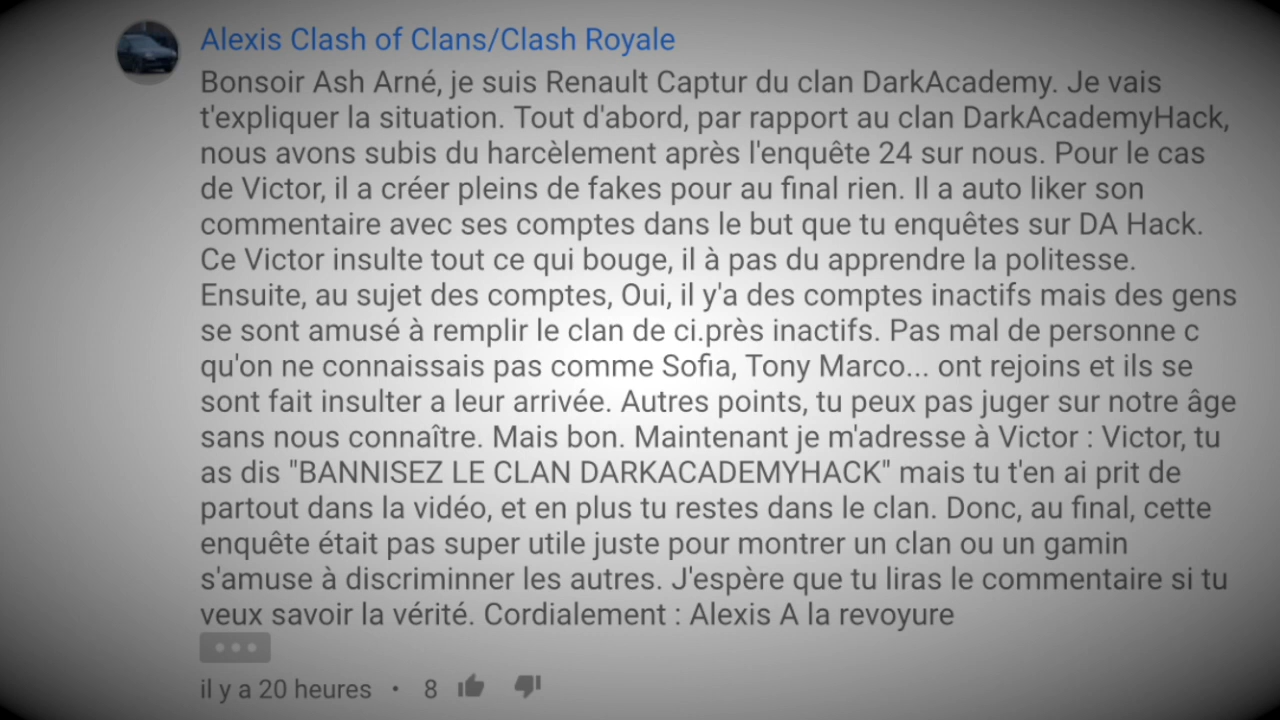 Alexis Clash of Clans/Clash Royale
Bonsoir Ash Arné, je suis Renault Captur du clan DarkAcademy. Je vais
t'expliquer la situation. Tout d'abord, par rapport au clan DarkAcademyHack,
nous avons subis du harcèlement après l'enquête 24 sur nous. Pour le cas
de Victor, il a créer pleins de fakes pour au final rien. Il a auto liker son
commentaire avec ses comptes dans le but que tu enquêtes sur DA Hack.
Ce Victor insulte tout ce qui bouge, il à pas du apprendre la politesse.
Ensuite, au sujet des comptes, Oui, il y'a des comptes inactifs mais des gens
se sont amusé à remplir le clan de ci.près inactifs. Pas mal de personne c
qu'on ne connaissais pas comme Sofia, Tony Marco... ont rejoins et ils se
sont fait insulter a leur arrivée. Autres points, tu peux pas juger sur notre âge
sans nous connaître. Mais bon. Maintenant je m'adresse à Victor : Victor, tu
as dis "BANNISEZ LE CLAN DARKACADEMYHACK" mais tu t'en ai prit de
partout dans la vidéo, et en plus tu restes dans le clan. Donc, au final, cette
enquête était pas super utile juste pour montrer un clan ou un gamin
s'amuse à discriminner les autres. J'espère que tu liras le commentaire si tu
veux savoir la vérité. Cordialement : Alexis A la revoyure
il y a 20 heures • 8